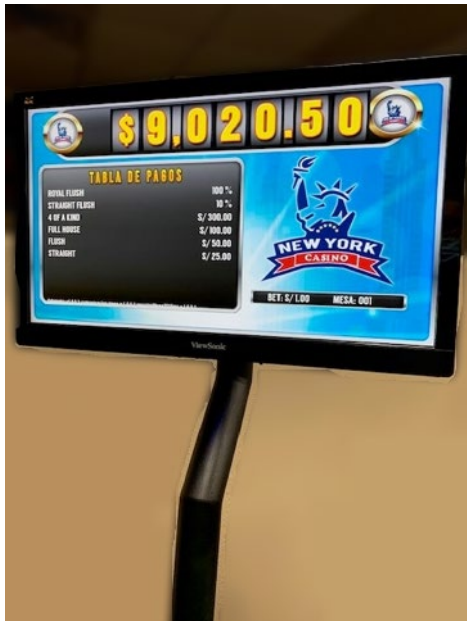 $9,020.50
TABLA DE PAGOS
ROYAL FLUSH 100 %
STRAIGHT FLUSH 10 %
4 OF A KIND S/300.00
FULL HOUSE S/100.00
FLUSH S/50.00
STRAIGHT S/25.00
NEW YORK
CASINO
BET: S/1.00 MESA: 001
ViewSonic